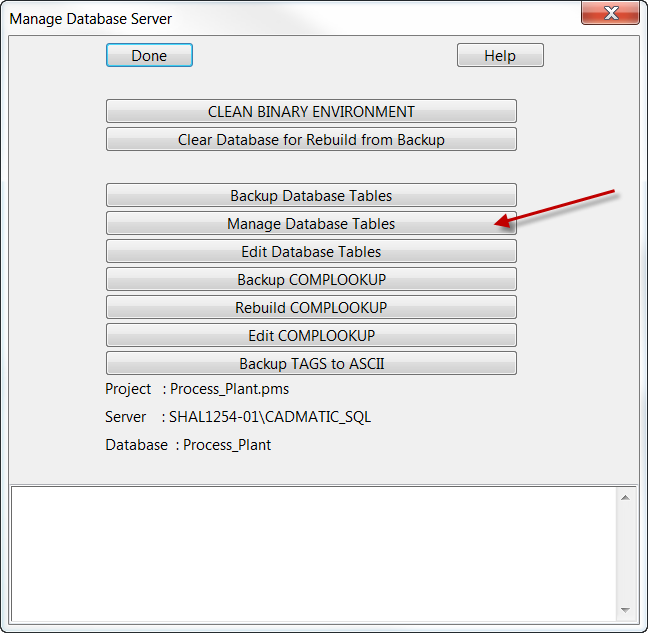 Manage Database Server
Done Help
CLEAN BINARY ENVIRONMENT
Clear Database for Rebuild from Backup
Backup Database Tables
Manage Database Tables
Edit Database Tables
Backup COMPLOOKUP
Rebuild COMPLOOKUP
Edit COMPLOOKUP
Backup TAGS to ASCII
Project : Process_Plant.pms
Server : SHAL1254-01\CADMATIC_SQL
Database : Process_Plant